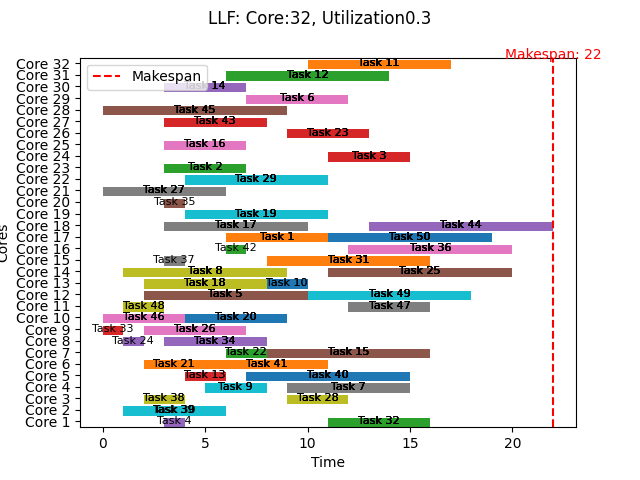 LLF: Core:32, Utilization0.3
Makespan: 22
Makespan
Core 32 Task 11
Core 31 Task 12
Core 30 Task 14
Core 29 Task 6
Core 28 Task 45
Core 27 Task 43
Core 26 Task 23
Core 25 Task 16
Core 24 Task 3
Core 23 Task 2
Core 22 Task 29
Core 21 Task 27
Core 20 Task 35
Core 19 Task 19
Core 18 Task 17 Task 44
Core 17 Task 1 Task 50
Core 16 Task 42 Task 36
Core 15 Task 37 Task 31
Core 14 Task 8 Task 25
Core 13 Task 18 Task 10
Core 12 Task 5 Task 49
Core 11 Task 48 Task 47
Core 10 Task 46 Task 20
Core 9 Task 33 Task 26
Core 8 Task 24 Task 34
Core 7 Task 22 Task 15
Core 6 Task 21 Task 41
Core 5 Task 13 Task 40
Core 4 Task 9 Task 7
Core 3 Task 38 Task 28
Core 2 Task 39
Core 1 Task 4 Task 32
0 5 10 15 20
Time
Cores